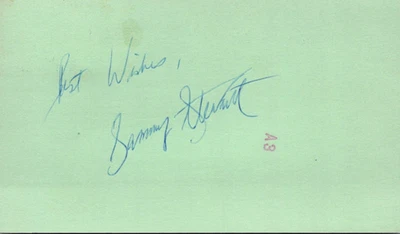 Best Wishes,
Sammy Stewart
A8